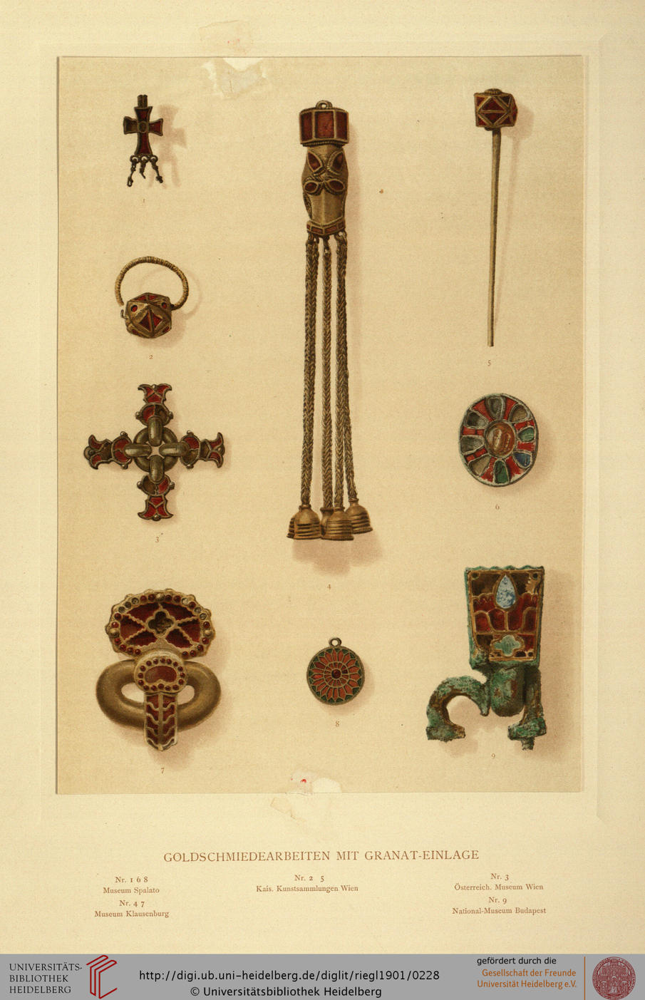 1
2
3
4
5
6
7
8
9
GOLDSCHMIEDEARBEITEN MIT GRANAT-EINLAGE
Nr. 1 6 8
Museum Spalato
Nr. 4 7
Museum Klausenburg
Nr. 2 5
Kais. Kunstsammlungen Wien
Nr. 3
Österreich. Museum Wien
Nr. 9
National-Museum Budapest
UNIVERSITÄTS-
BIBLIOTHEK
HEIDELBERG
http://digi.ub.uni-heidelberg.de/diglit/riegl1901/0228
© Universitätsbibliothek Heidelberg
gefördert durch die
Gesellschaft der Freunde
Universität Heidelberg e.V.